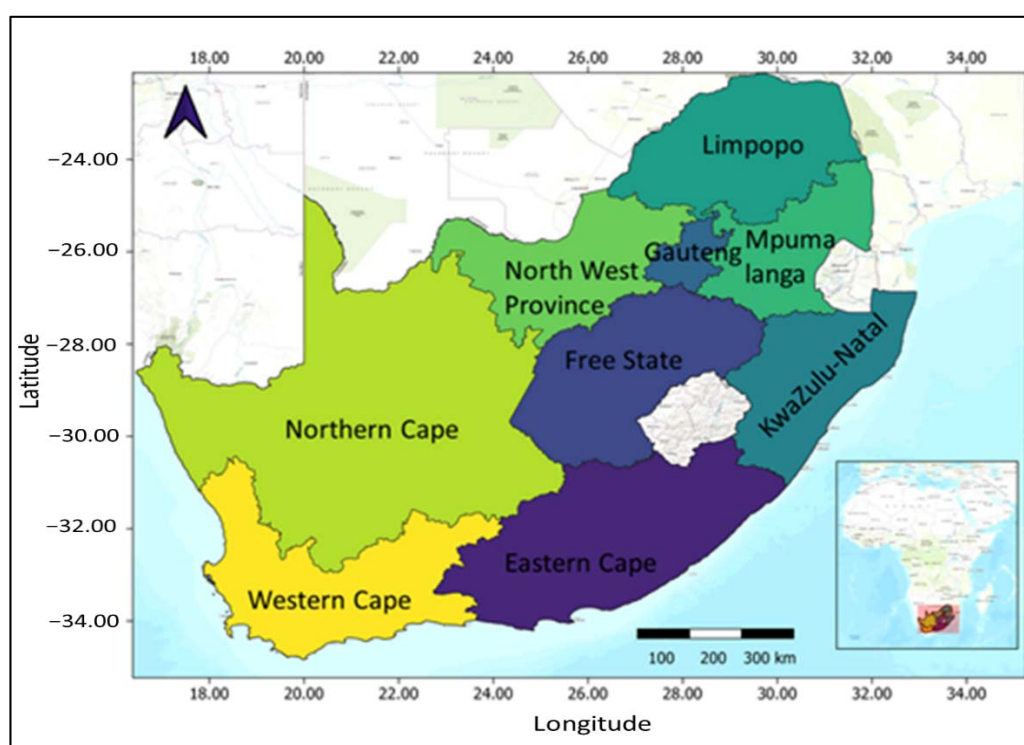 18.00 20.00 22.00 24.00 26.00 28.00 30.00 32.00 34.00
−24.00
−26.00
−28.00
−30.00
−32.00
−34.00
Latitude
Limpopo
Mpuma
langa
Gauteng
North West
Province
Free State
KwaZulu-Natal
Northern Cape
Eastern Cape
Western Cape
100 200 300 km
18.00 20.00 22.00 24.00 26.00 28.00 30.00 32.00 34.00
Longitude